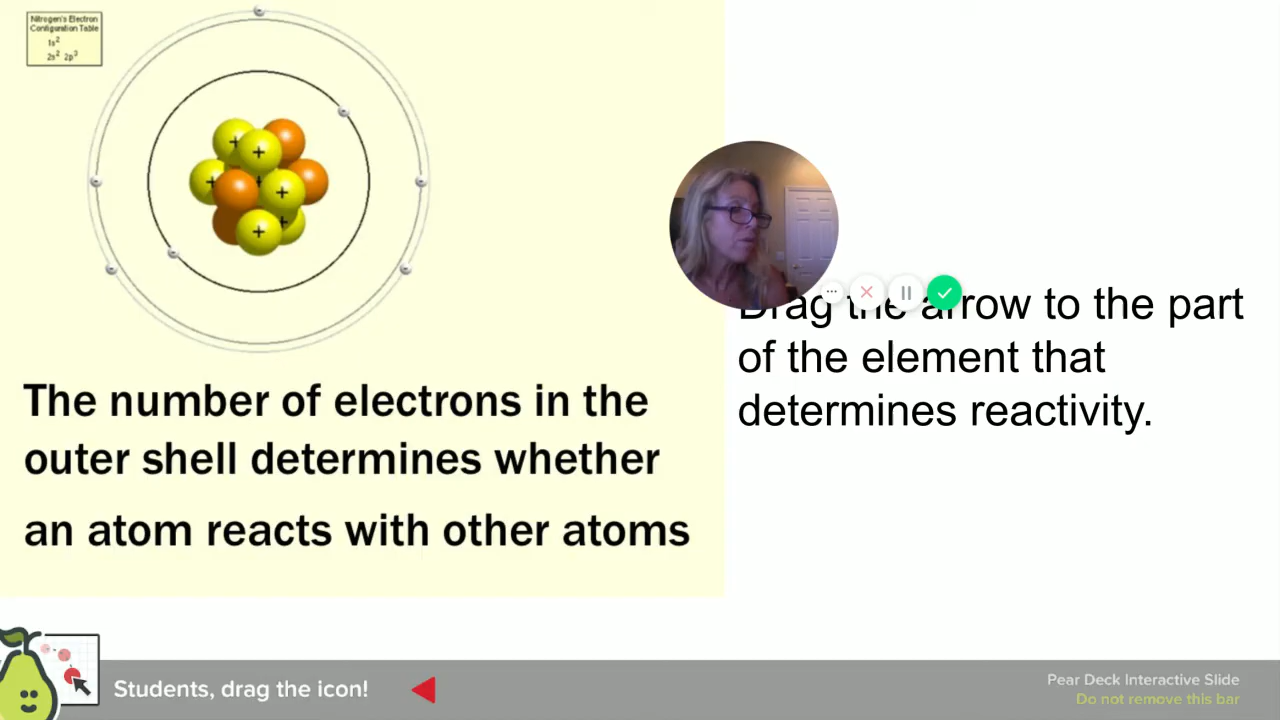 Nitrogen's Electron
Configuration Table
1s²
2s² 2p³
The number of electrons in the
outer shell determines whether
an atom reacts with other atoms
Drag the arrow to the part
of the element that
determines reactivity.
Students, drag the icon!
Pear Deck Interactive Slide
Do not remove this bar